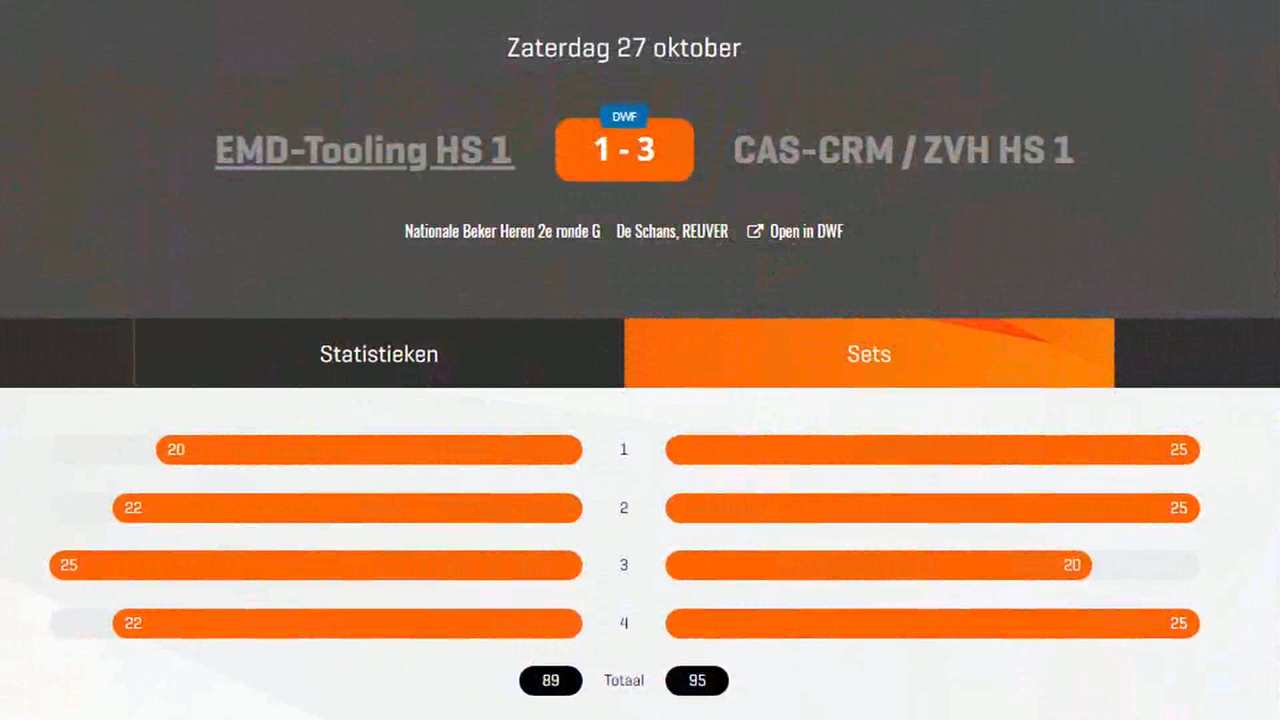 Zaterdag 27 oktober
DWF
EMD-Tooling HS 1 1 - 3 CAS-CRM / ZVH HS 1
Nationale Beker Heren 2e ronde G De Schans, REUVER Open in DWF
Statistieken Sets
20 1 25
22 2 25
25 3 20
22 4 25
89 Totaal 95